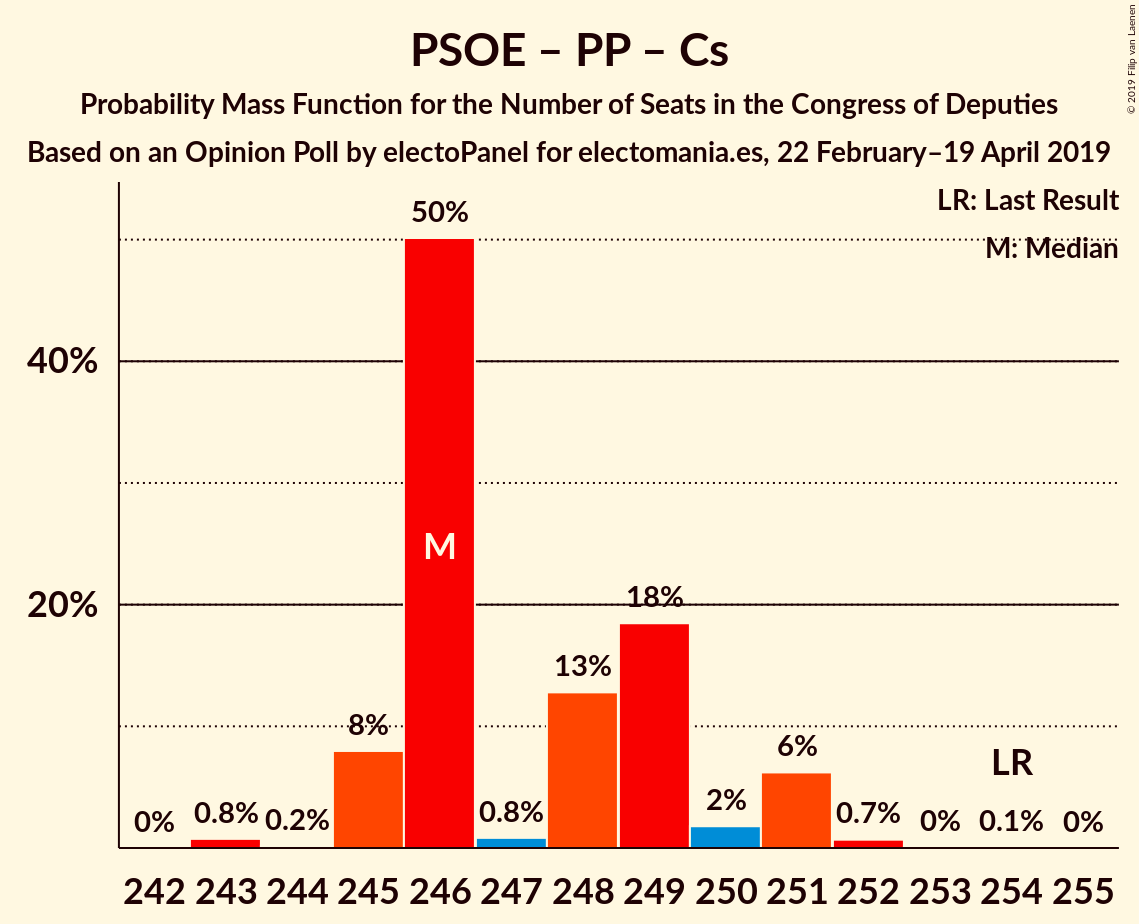 PSOE – PP – Cs
Probability Mass Function for the Number of Seats in the Congress of Deputies
Based on an Opinion Poll by electoPanel for electomania.es, 22 February–19 April 2019
© 2019 Filip van Laenen
LR: Last Result
M: Median
50%
40%
M
20%
18%
13%
8%
6%
LR
0% 0.8% 0.2% 0.8% 2% 0.7% 0% 0.1% 0%
242 243 244 245 246 247 248 249 250 251 252 253 254 255